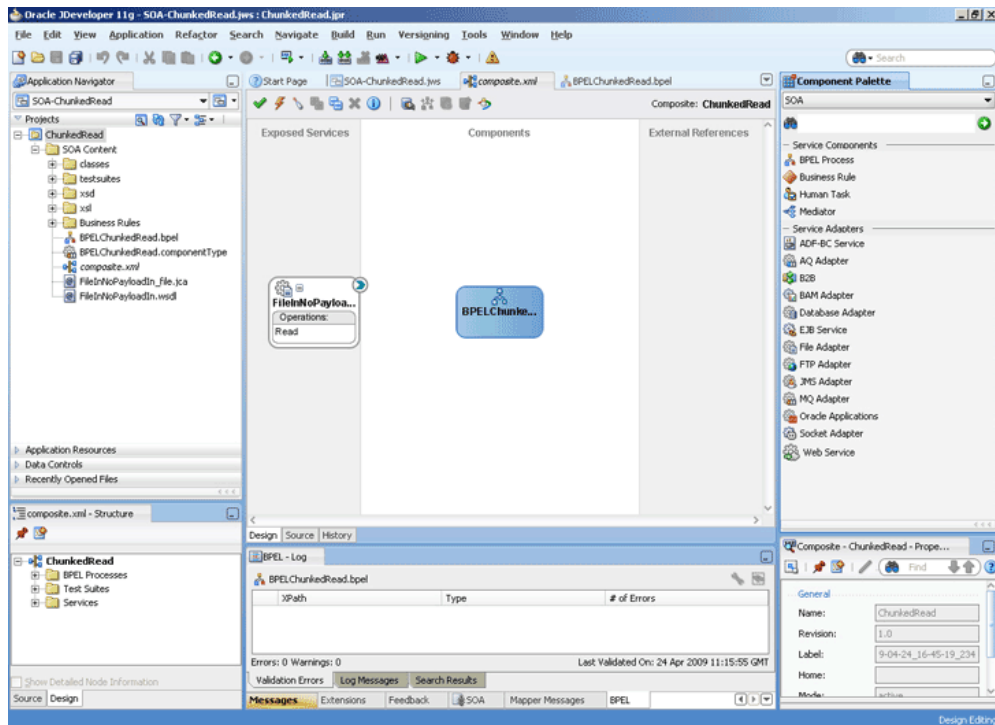 Oracle JDeveloper 11g - SOA-ChunkedRead.jws : ChunkedRead.jpr
File Edit View Application Refactor Search Navigate Build Run Versigning Tools Window Help
Search
Application Navigator
Start Page
SOA-ChunkedRead.jws
composite.xml
BPELChunkedRead.bpel
Component Palette
SOA-ChunkedRead
Composite: ChunkedRead
SOA
Projects
ChunkedRead
SOA Content
classes
testsuites
xsd
xsl
Business Rules
BPELChunkedRead.bpel
BPELChunkedRead.componentType
composite.xml
FileInNoPayloadIn_file.jca
FileInNoPayloadIn.wsdl
Application Resources
Data Controls
Recently Opened Files
Exposed Services
Components
External References
FileInNoPayloa...
Operations:
Read
BPELChunke...
Design Source History
Service Components
BPEL Process
Business Rule
Human Task
Mediator
Service Adapters
ADF-BC Service
AQ Adapter
B2B
BAM Adapter
Database Adapter
EJB Service
File Adapter
FTP Adapter
JMS Adapter
MQ Adapter
Oracle Applications
Socket Adapter
Web Service
composite.xml - Structure
ChunkedRead
BPEL Processes
Test Suites
Services
Show Detailed Node Information
Source Design
BPEL - Log
BPELChunkedRead.bpel
XPath Type # of Errors
Errors: 0 Warnings: 0
Last Validated On: 24 Apr 2009 11:15:55 GMT
Validation Errors Log Messages Search Results
Messages Extensions Feedback SOA Mapper Messages BPEL
Composite - ChunkedRead - Prope...
Find
General
Name: ChunkedRead
Revision: 1.0
Label: 9-04-24_16-45-19_234
Home:
Mode: active
Design Editing